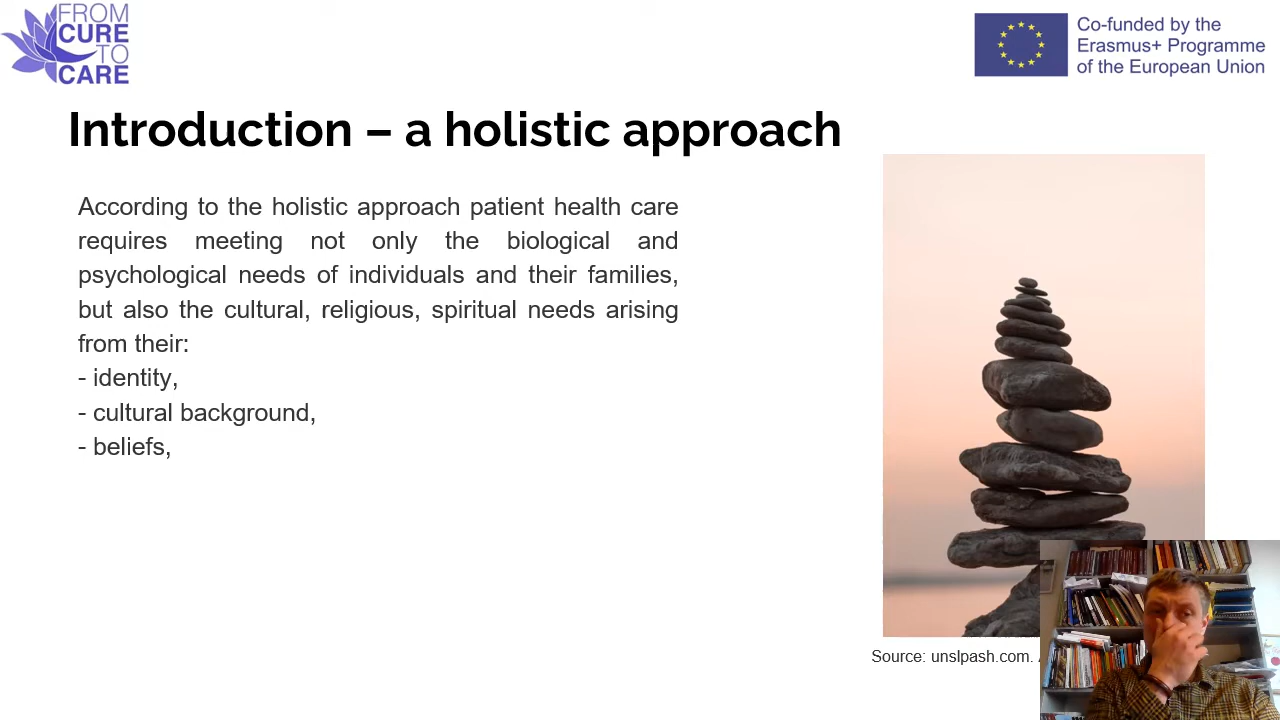 FROM
CURE
TO
CARE
Co-funded by the
Erasmus+ Programme
of the European Union
Introduction – a holistic approach
According to the holistic approach patient health care
requires meeting not only the biological and
psychological needs of individuals and their families,
but also the cultural, religious, spiritual needs arising
from their:
- identity,
- cultural background,
- beliefs,
Source: unslpash.com.